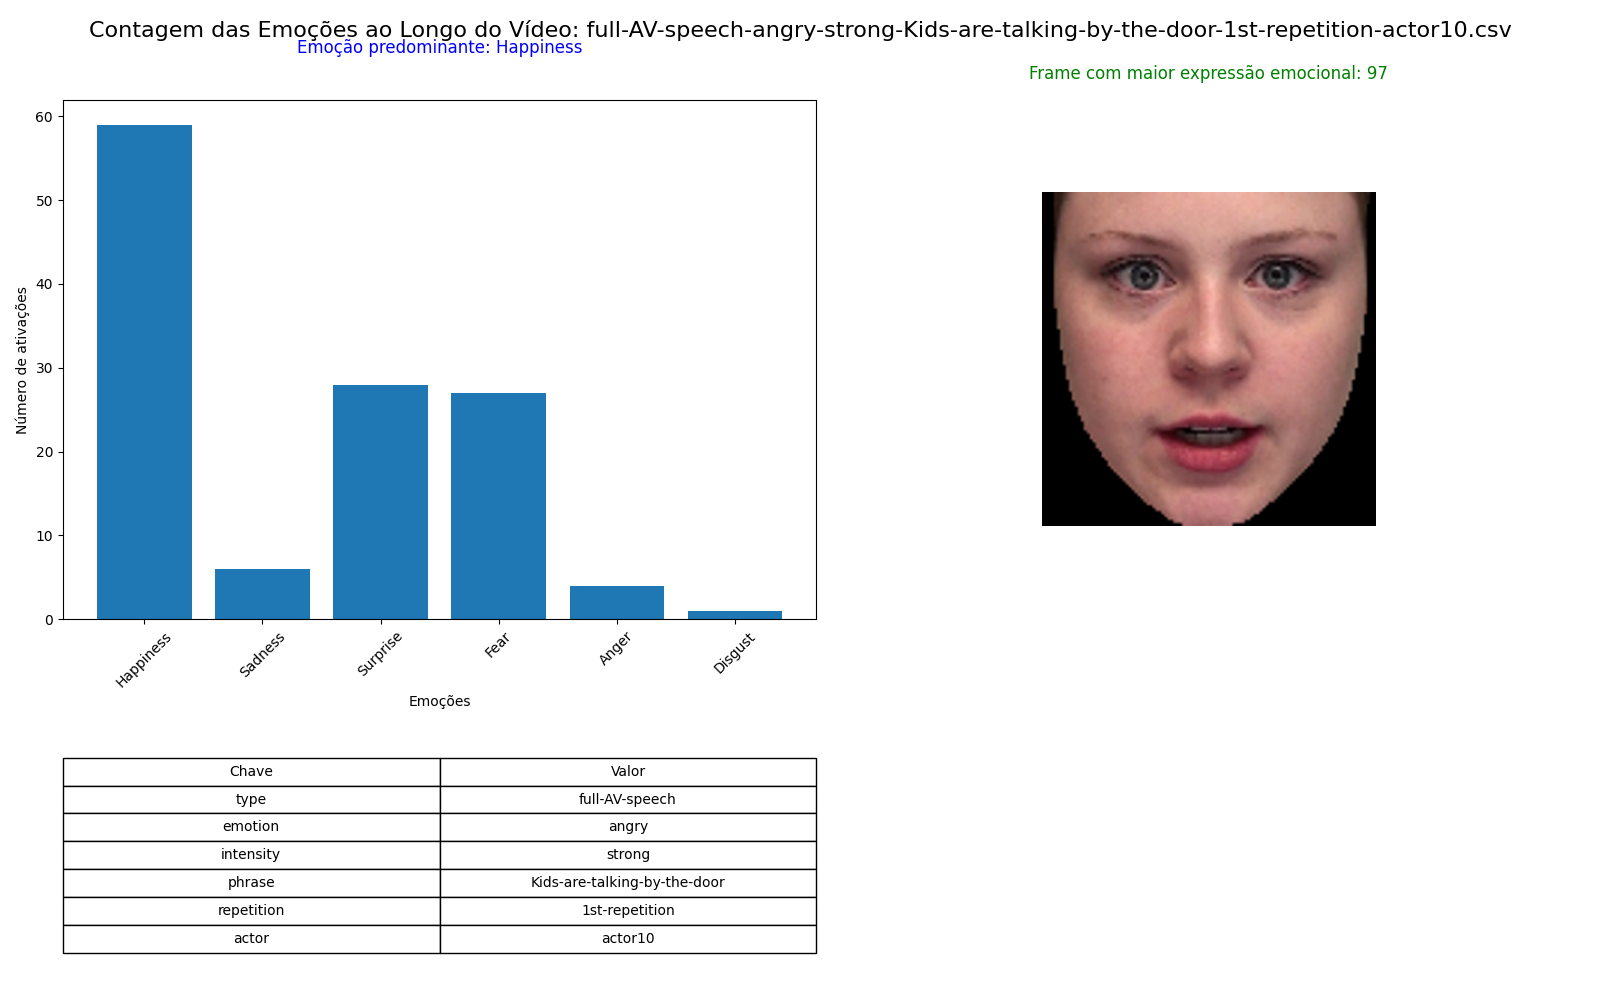 Contagem das Emoções ao Longo do Vídeo: full-AV-speech-angry-strong-Kids-are-talking-by-the-door-1st-repetition-actor10.csv
Emoção predominante: Happiness
Frame com maior expressão emocional: 97
Número de ativações
60
50
40
30
20
10
0
Happiness Sadness Surprise Fear Anger Disgust
Emoções
Chave Valor
type full-AV-speech
emotion angry
intensity strong
phrase Kids-are-talking-by-the-door
repetition 1st-repetition
actor actor10